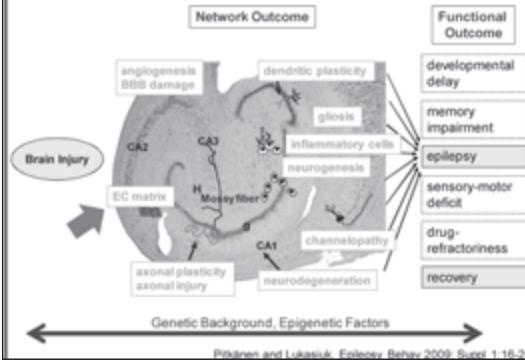 Network Outcome
Functional
Outcome
angiogenesis
BBB damage
dendritic plasticity
developmental
delay
gliosis
memory
impairment
CA2
CA3
inflammatory cells
Brain Injury
epilepsy
neurogenesis
H
EC matrix
Mossy fiber
sensory-motor
deficit
g
CA1
channelopathy
drug-
refractoriness
axonal plasticity
axonal injury
neurodegeneration
recovery
Genetic Background, Epigenetic Factors
Pitkänen and Lukasiuk, Epilepsy Behav 2009; Suppl 1:16-2